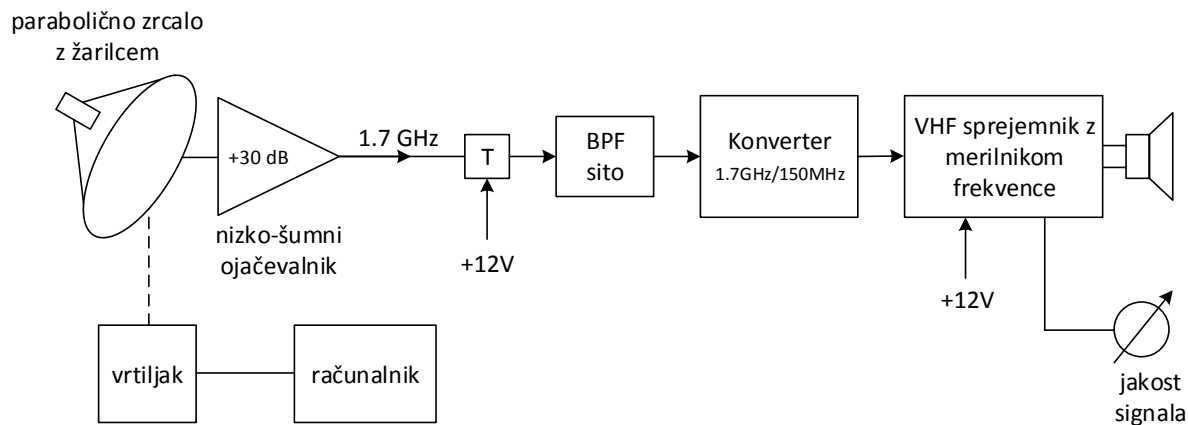 parabolično zrcalo
z žarilcem
+30 dB
nizko-šumni
ojačevalnik
1.7 GHz
T
+12V
BPF
sito
Konverter
1.7GHz/150MHz
VHF sprejemnik z
merilnikom
frekvence
+12V
jakost
signala
vrtiljak
računalnik